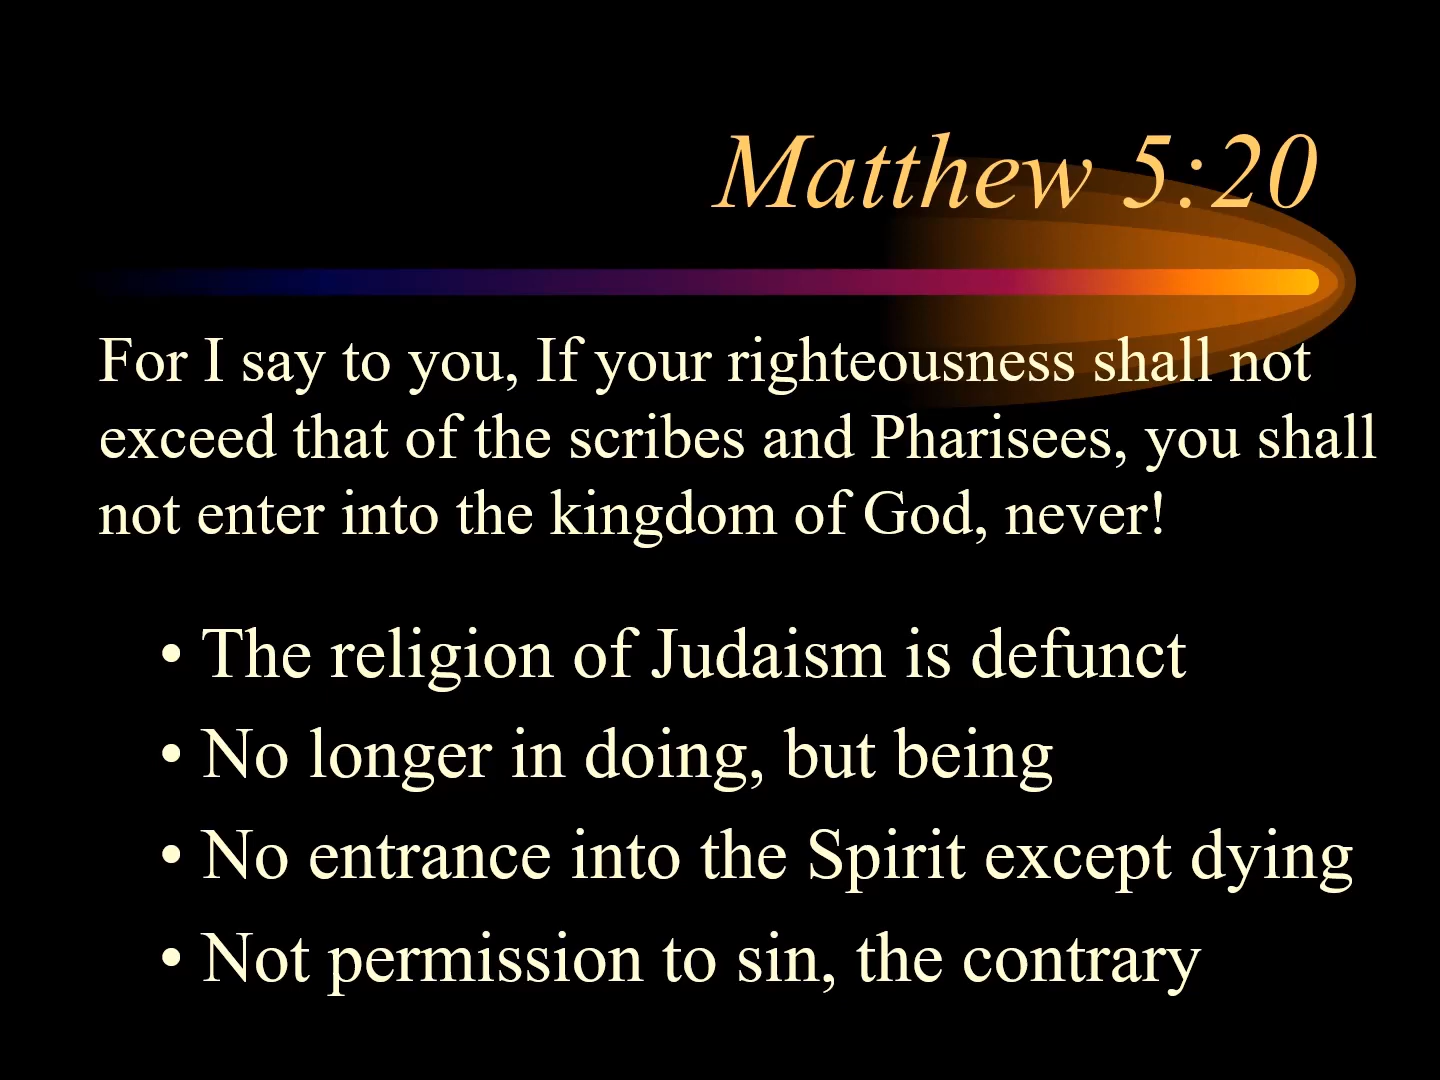 Matthew 5:20
For I say to you, If your righteousness shall not
exceed that of the scribes and Pharisees, you shall
not enter into the kingdom of God, never!
• The religion of Judaism is defunct
• No longer in doing, but being
• No entrance into the Spirit except dying
• Not permission to sin, the contrary